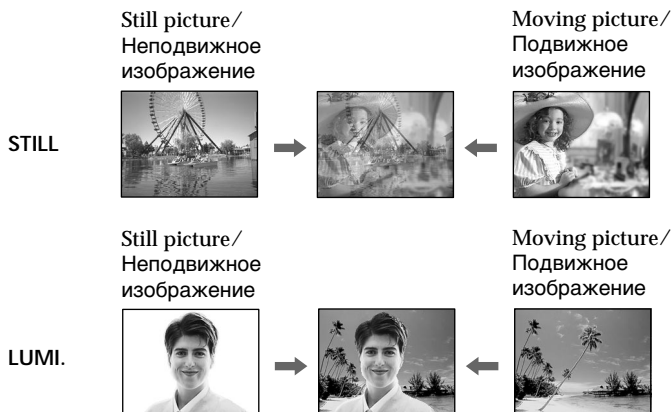 Still picture/
Неподвижное
изображение
Moving picture/
Подвижное
изображение
STILL
Still picture/
Неподвижное
изображение
Moving picture/
Подвижное
изображение
LUMI.